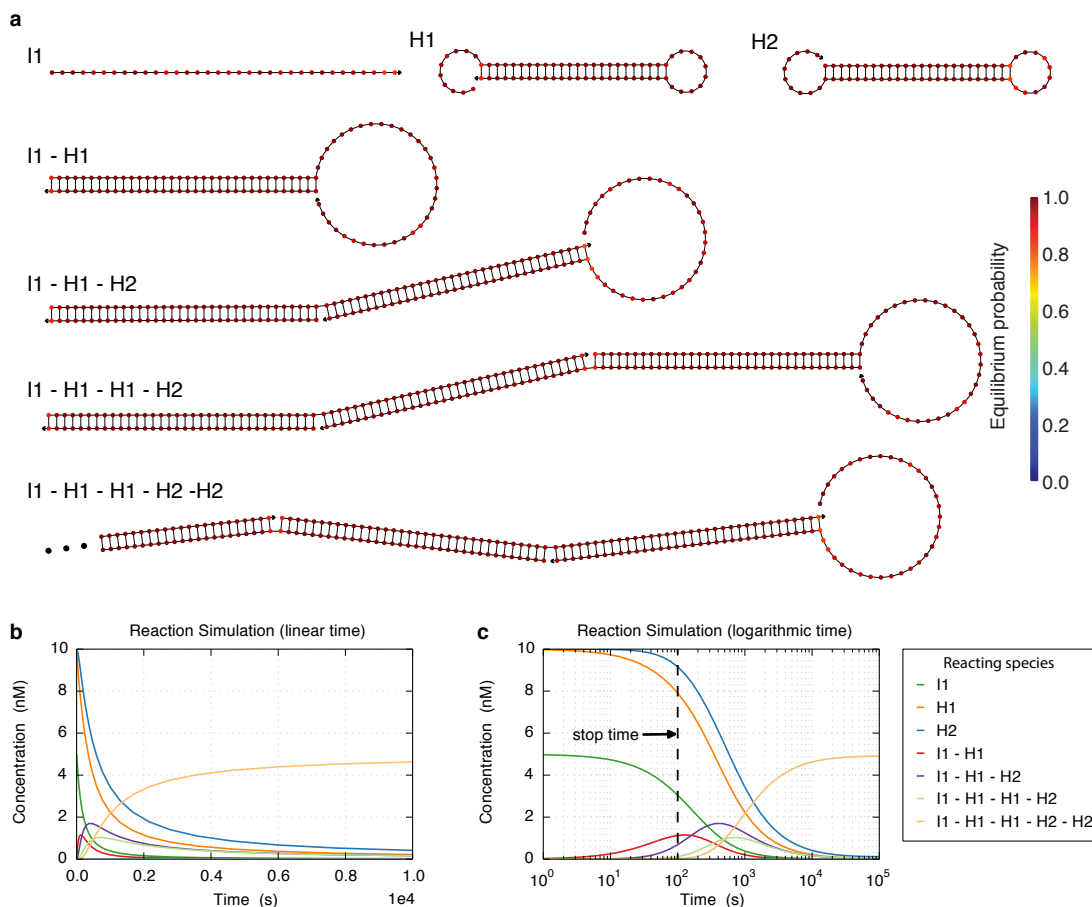 a
I1
H1
H2
I1 - H1
I1 - H1 - H2
I1 - H1 - H1 - H2
I1 - H1 - H1 - H2 -H2
Equilibrium probability
1.0
0.8
0.6
0.4
0.2
0.0
b
Reaction Simulation (linear time)
Concentration (nM)
10
8
6
4
2
0
0.0
0.2
0.4
0.6
0.8
1.0
1e4
Time (s)
c
Reaction Simulation (logarithmic time)
Concentration (nM)
10
8
6
4
2
0
stop time
10^0
10^1
10^2
10^3
10^4
10^5
Time (s)
Reacting species
I1
H1
H2
I1 - H1
I1 - H1 - H2
I1 - H1 - H1 - H2
I1 - H1 - H1 - H2 - H2